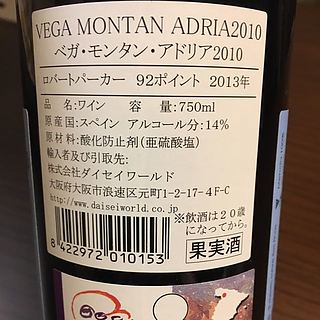 VEGA MONTAN ADRIA2010
ベガ・モンタン・アドリア2010
ロバートパーカー 92ポイント 2013年
品名:ワイン 容 量:750ml
原産国:スペイン アルコール分:14%
原材料:酸化防止剤(亜硫酸塩)
輸入者及び引取先:
株式会社ダイセイワールド
大阪府大阪市浪速区元町1-2-17-4F-C
http://www.daiseiworld.co.jp
※飲酒は20歳
になってから。
果実酒
8422972010153